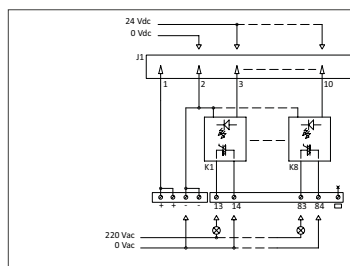 24 Vdc
0 Vdc
J1
1 2 3 10
K1 K8
+ + - - 13 14 83 84
220 Vac
0 Vac